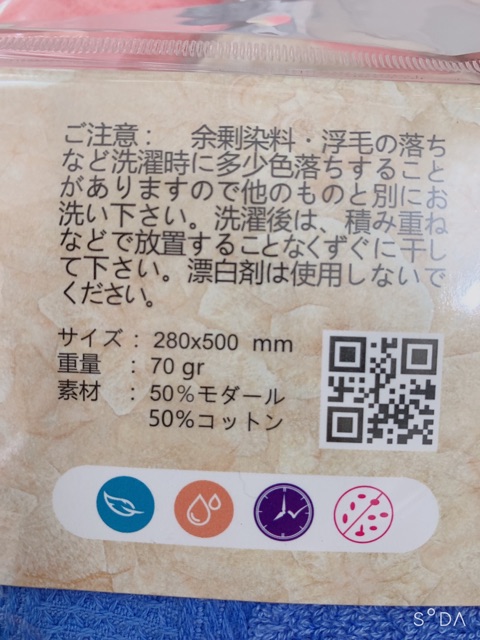 ご注意： 余剰染料・浮毛の落ち
など洗濯時に多少色落ちすること
がありますので他のものと別にお
洗い下さい。洗濯後は、積み重ね
などで放置することなくすぐに干し
て下さい。漂白剤は使用しないで
ください。
サイズ : 280x500 mm
重量 : 70 gr
素材 : 50%モダール
50%コットン
SODA